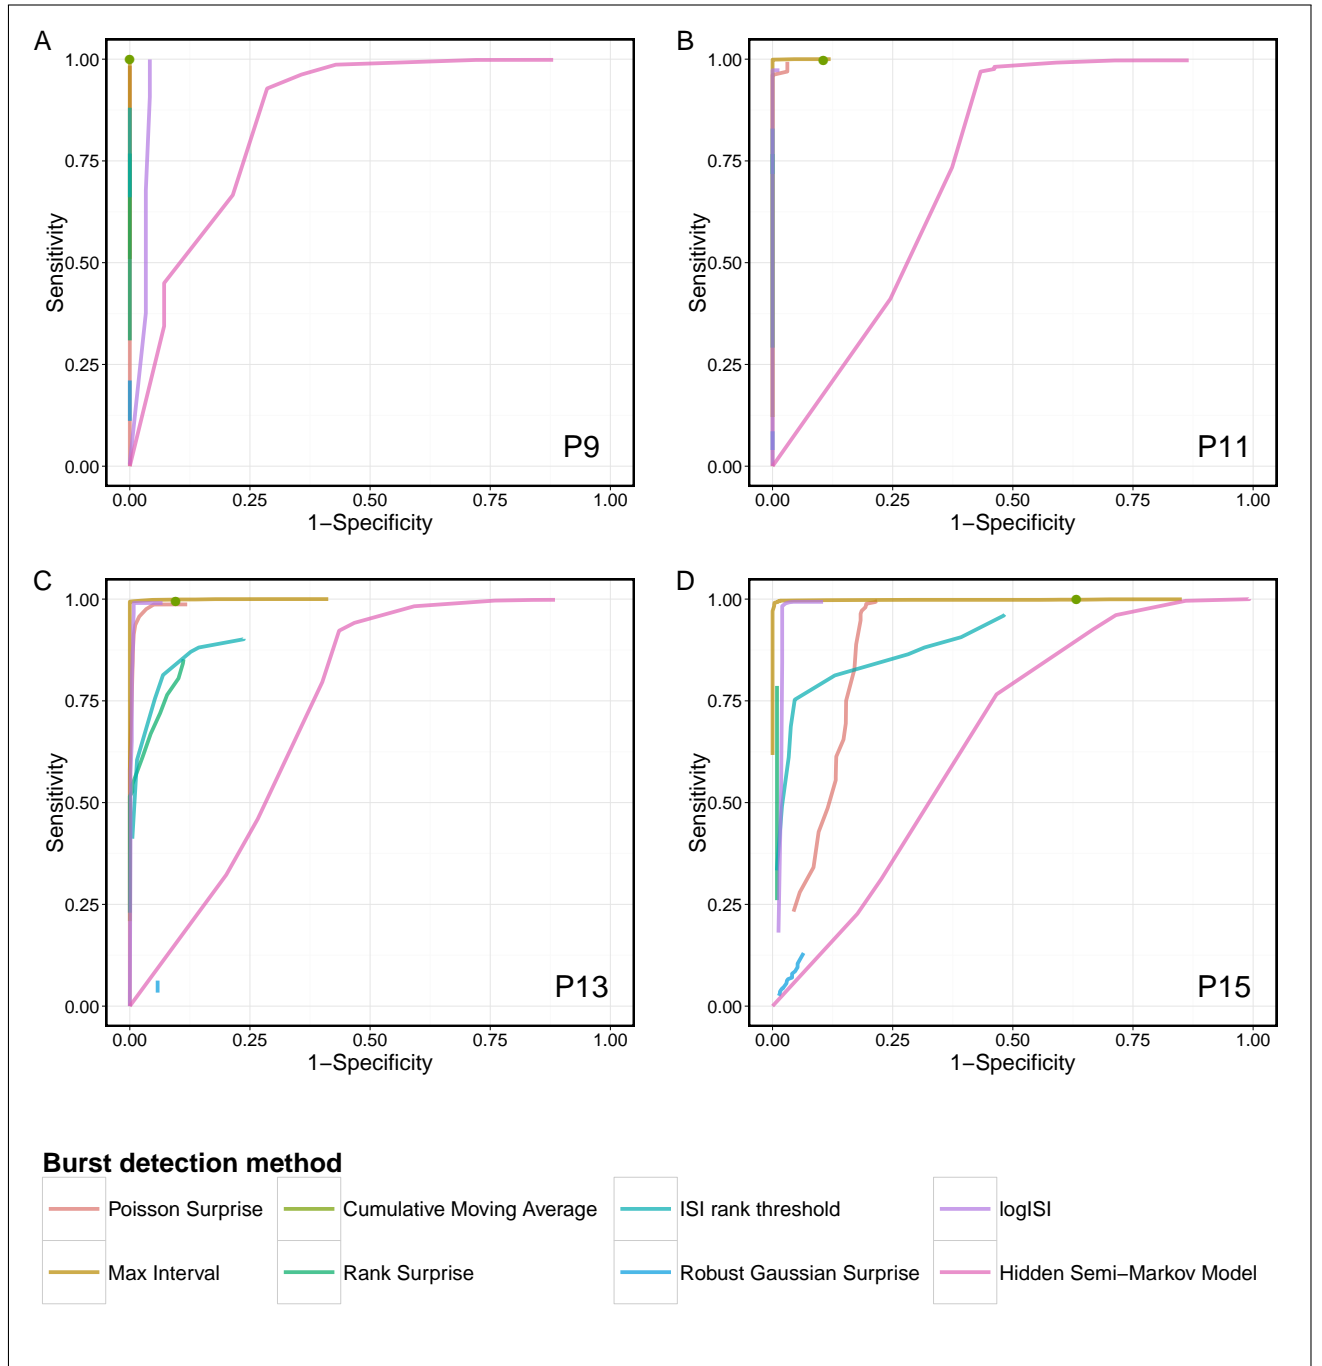 A
B
1.00
0.75
0.50
0.25
0.00
Sensitivity
P9
0.00 0.25 0.50 0.75 1.00
1−Specificity
1.00
0.75
0.50
0.25
0.00
Sensitivity
P11
0.00 0.25 0.50 0.75 1.00
1−Specificity
C
D
1.00
0.75
0.50
0.25
0.00
Sensitivity
P13
0.00 0.25 0.50 0.75 1.00
1−Specificity
1.00
0.75
0.50
0.25
0.00
Sensitivity
P15
0.00 0.25 0.50 0.75 1.00
1−Specificity
Burst detection method
Poisson Surprise Cumulative Moving Average ISI rank threshold logISI
Max Interval Rank Surprise Robust Gaussian Surprise Hidden Semi−Markov Model